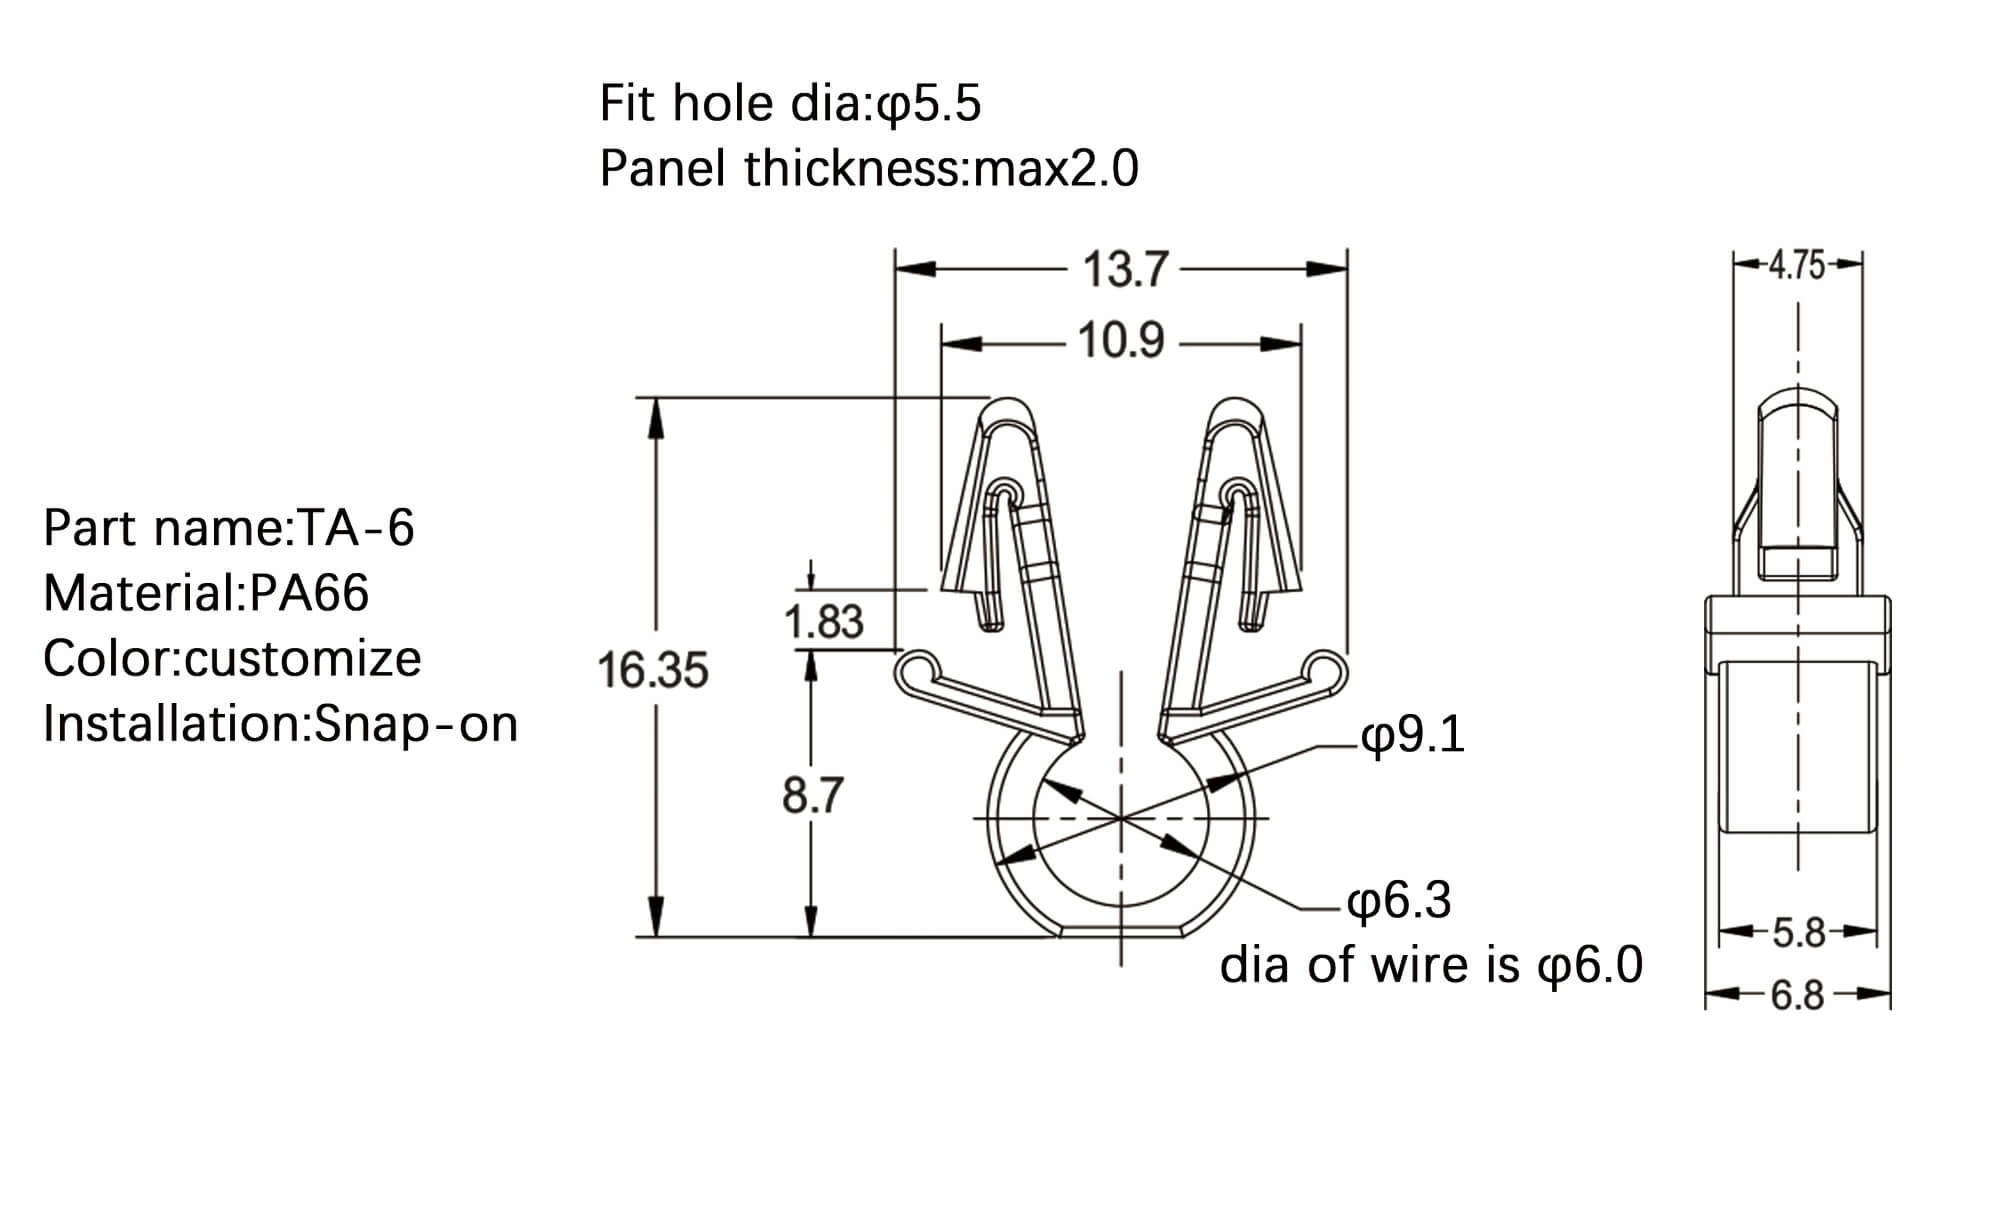 Fit hole dia:φ5.5
Panel thickness:max2.0
13.7
4.75
10.9
Part name:TA-6
Material:PA66
Color:customize
Installation:Snap-on
1.83
16.35
φ9.1
8.7
φ6.3
dia of wire is φ6.0
5.8
6.8